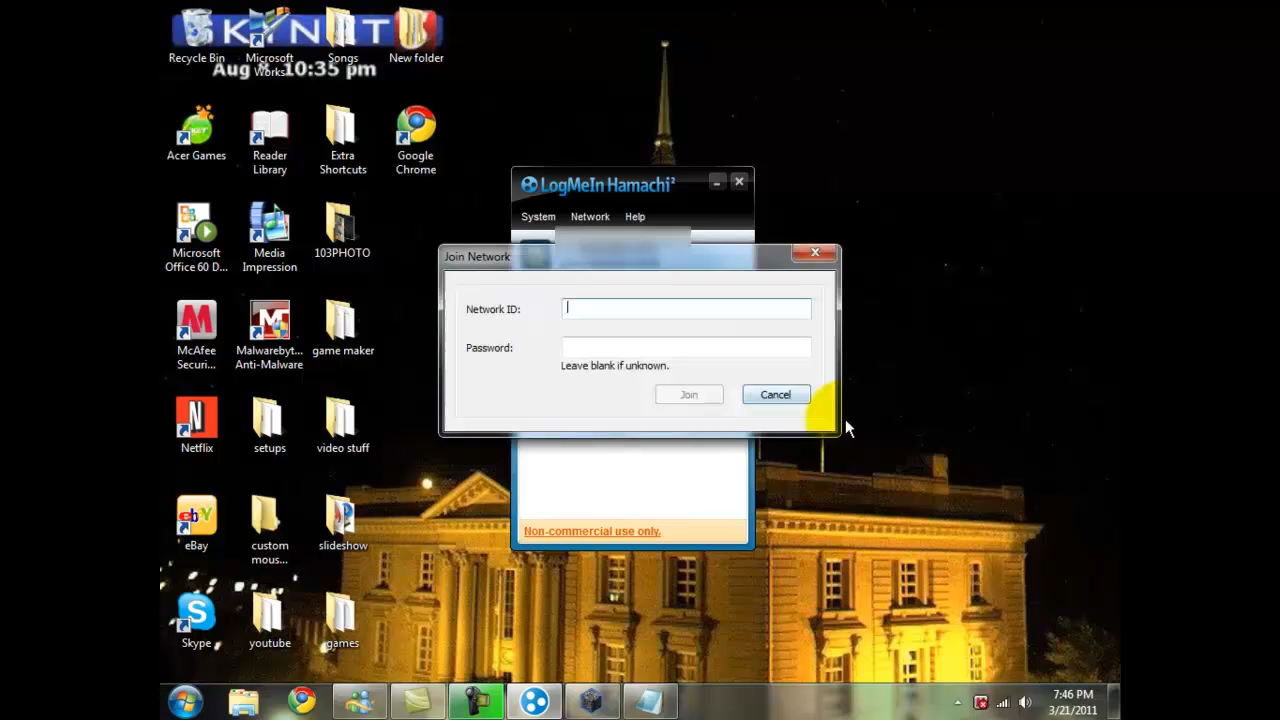 SKYNET
Aug 10:35 pm
Recycle Bin
Microsoft
Works
Songs
New folder
Acer Games
Reader
Library
Extra
Shortcuts
Google
Chrome
Microsoft
Office 60 D...
Media
Impression
103PHOTO
McAfee
Securi...
Malwarebyt...
Anti-Malware
game maker
Netflix
setups
video stuff
eBay
custom
mous...
slideshow
Skype
youtube
games
LogMeIn Hamachi²
System Network Help
Join Network
Network ID:
Password:
Leave blank if unknown.
Join Cancel
Non-commercial use only.
7:46 PM
3/21/2011